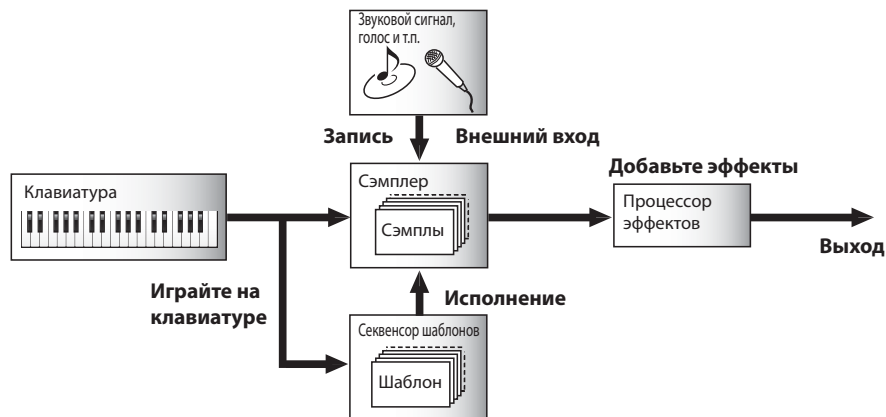 Звуковой сигнал,
голос и т.п.
Запись
Внешний вход
Клавиатура
Сэмплер
Сэмплы
Добавьте эффекты
Процессор
эффектов
Выход
Играйте на
клавиатуре
Исполнение
Секвенсор шаблонов
Шаблон